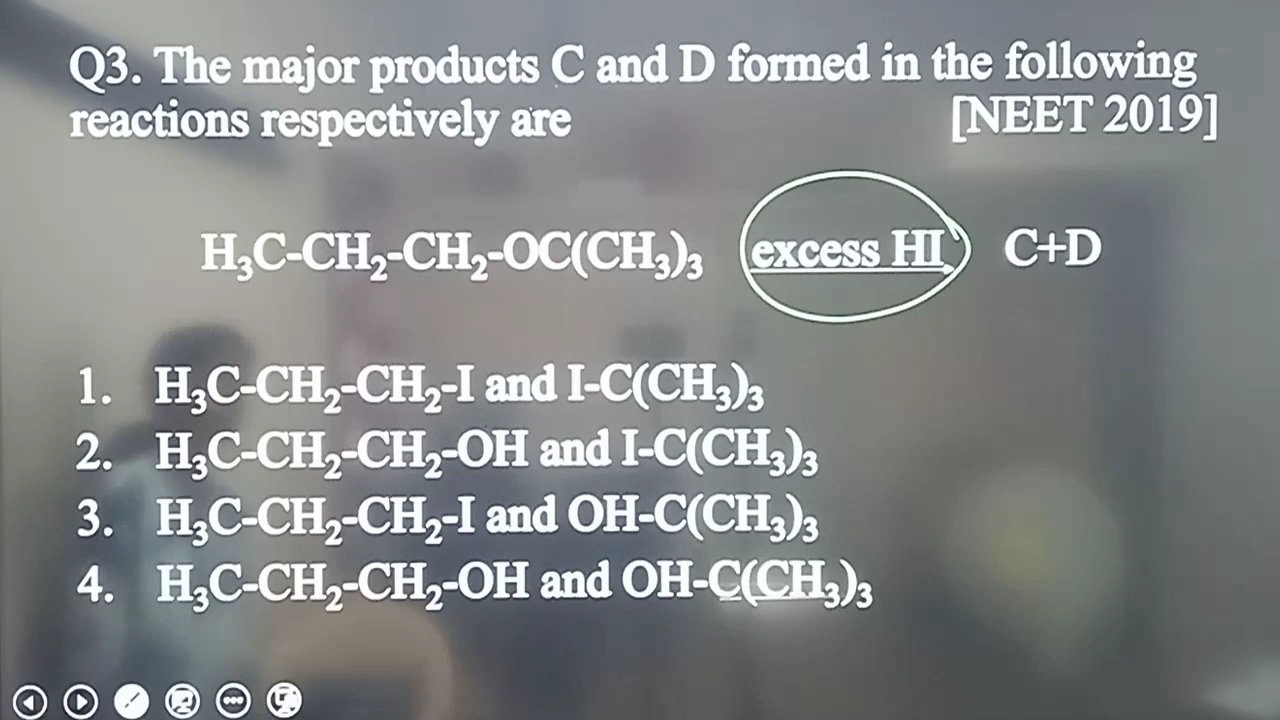 Q3. The major products C and D formed in the following
reactions respectively are [NEET 2019]
H₃C-CH₂-CH₂-OC(CH₃)₃ excess HI C+D
1. H₃C-CH₂-CH₂-I and I-C(CH₃)₃
2. H₃C-CH₂-CH₂-OH and I-C(CH₃)₃
3. H₃C-CH₂-CH₂-I and OH-C(CH₃)₃
4. H₃C-CH₂-CH₂-OH and OH-C(CH₃)₃